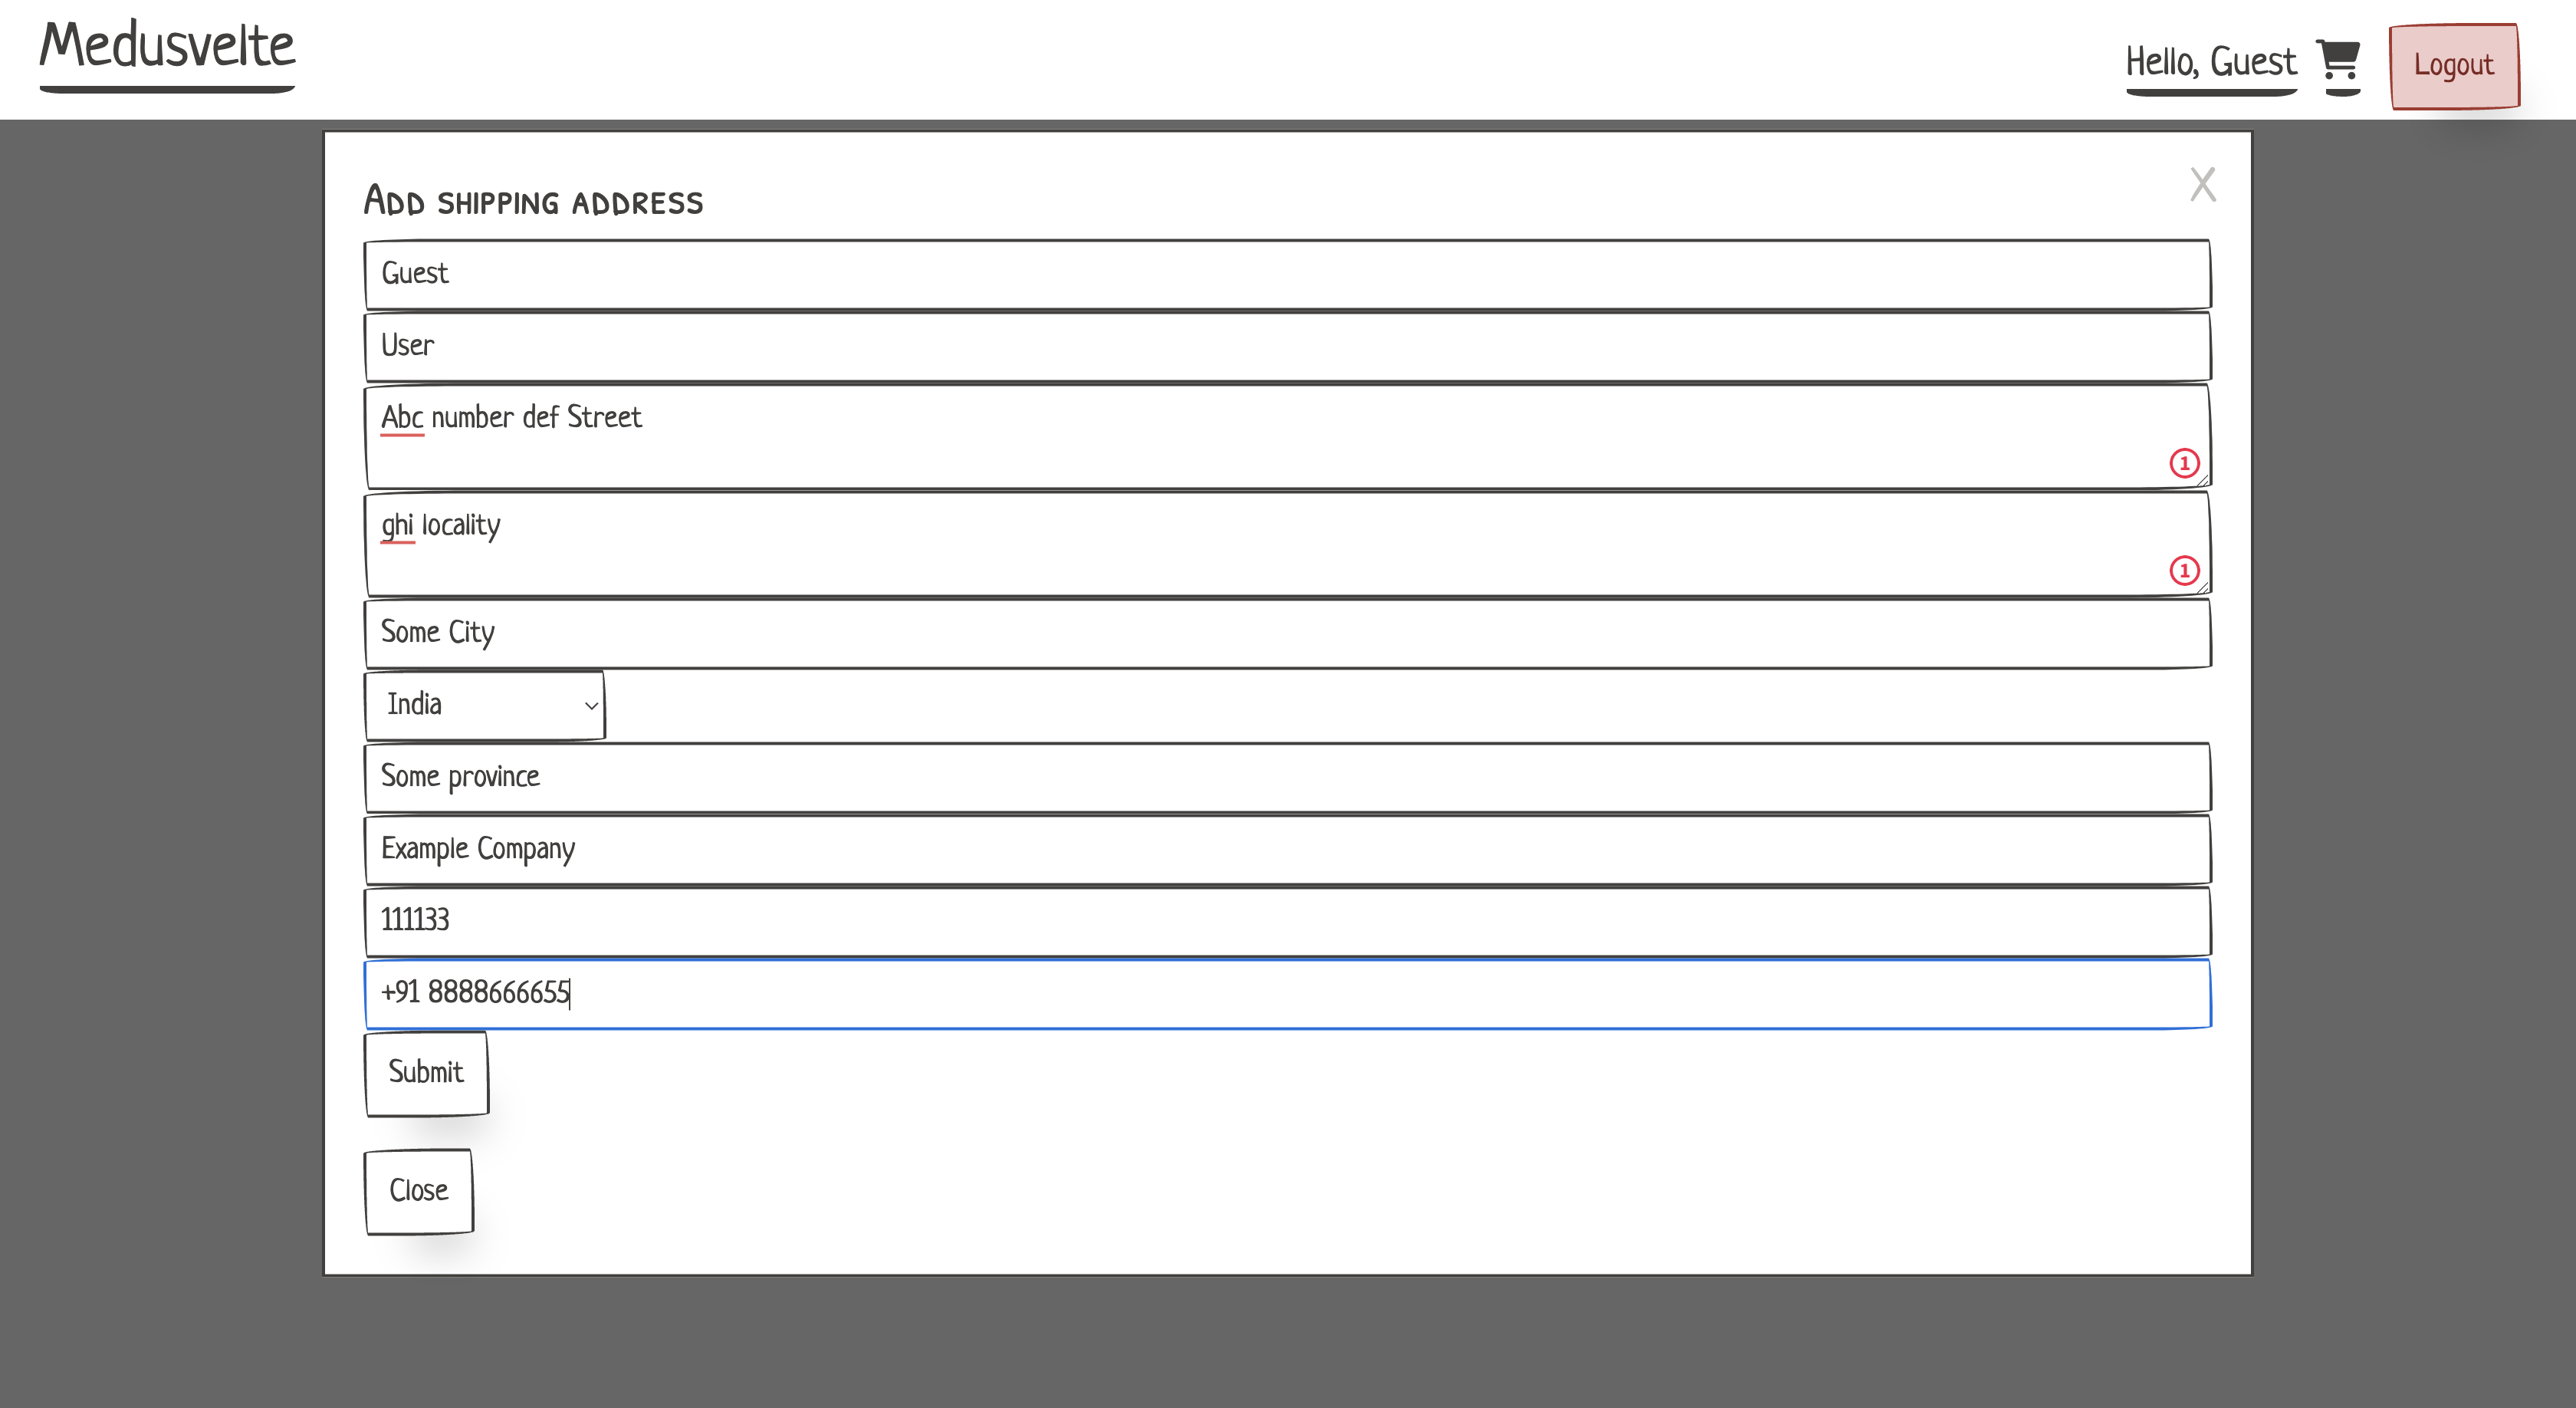 Medusvelte
Hello, Guest
Logout
Add shipping address
X
Guest
User
Abc number def Street
1
ghi locality
1
Some City
India
Some province
Example Company
111133
+91 8888666655
Submit
Close